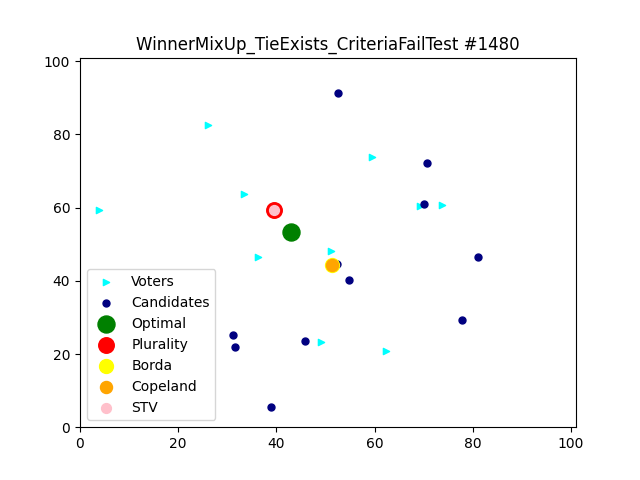 WinnerMixUp_TieExists_CriteriaFailTest #1480
100
80
60
40
20
0
Voters
Candidates
Optimal
Plurality
Borda
Copeland
STV
0 20 40 60 80 100